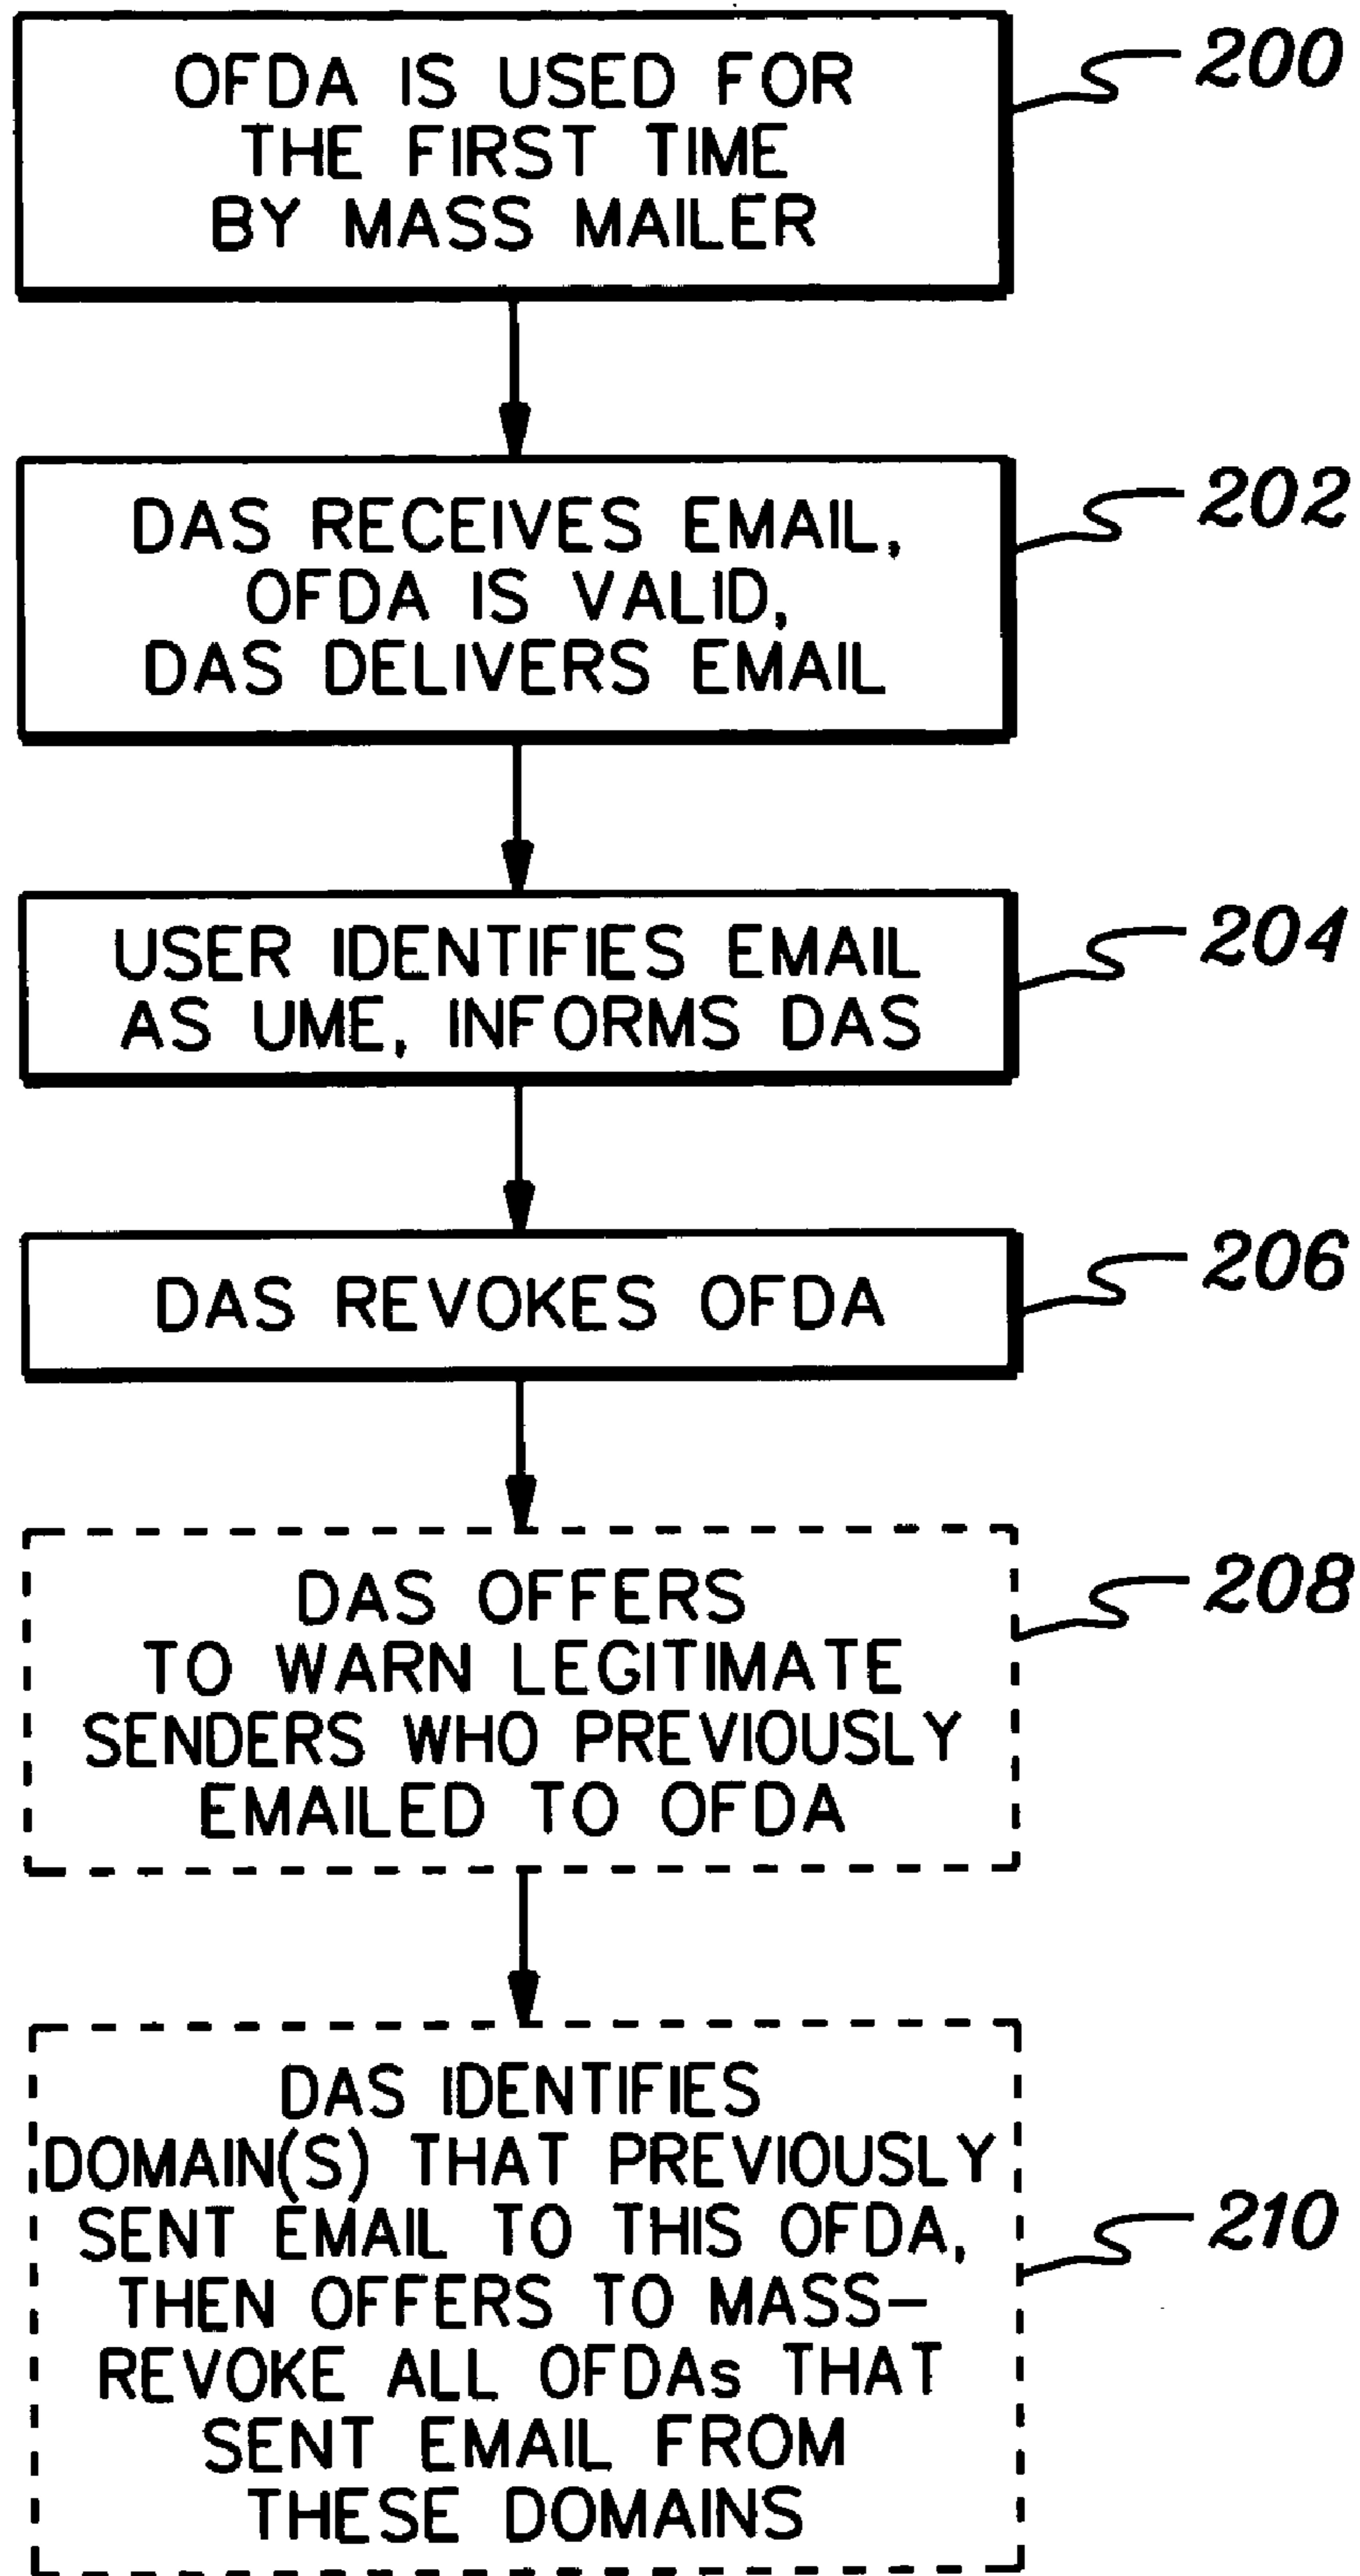 OFDA IS USED FOR
THE FIRST TIME
BY MASS MAILER
200
DAS RECEIVES EMAIL,
OFDA IS VALID,
DAS DELIVERS EMAIL
202
USER IDENTIFIES EMAIL
AS UME, INFORMS DAS
204
DAS REVOKES OFDA
206
DAS OFFERS
TO WARN LEGITIMATE
SENDERS WHO PREVIOUSLY
EMAILED TO OFDA
208
DAS IDENTIFIES
DOMAIN(S) THAT PREVIOUSLY
SENT EMAIL TO THIS OFDA,
THEN OFFERS TO MASS-
REVOKE ALL OFDAs THAT
SENT EMAIL FROM
THESE DOMAINS
210